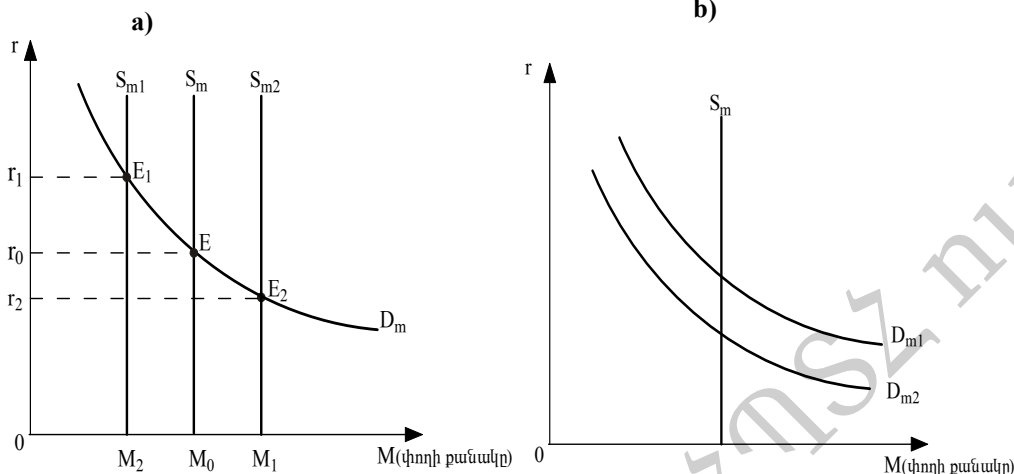 a)
r
S_m1
S_m
S_m2
E_1
E
E_2
r_1
r_0
r_2
D_m
0
M_2
M_0
M_1
M(փողի քանակը)
b)
r
S_m
D_m1
D_m2
0
M(փողի քանակը)